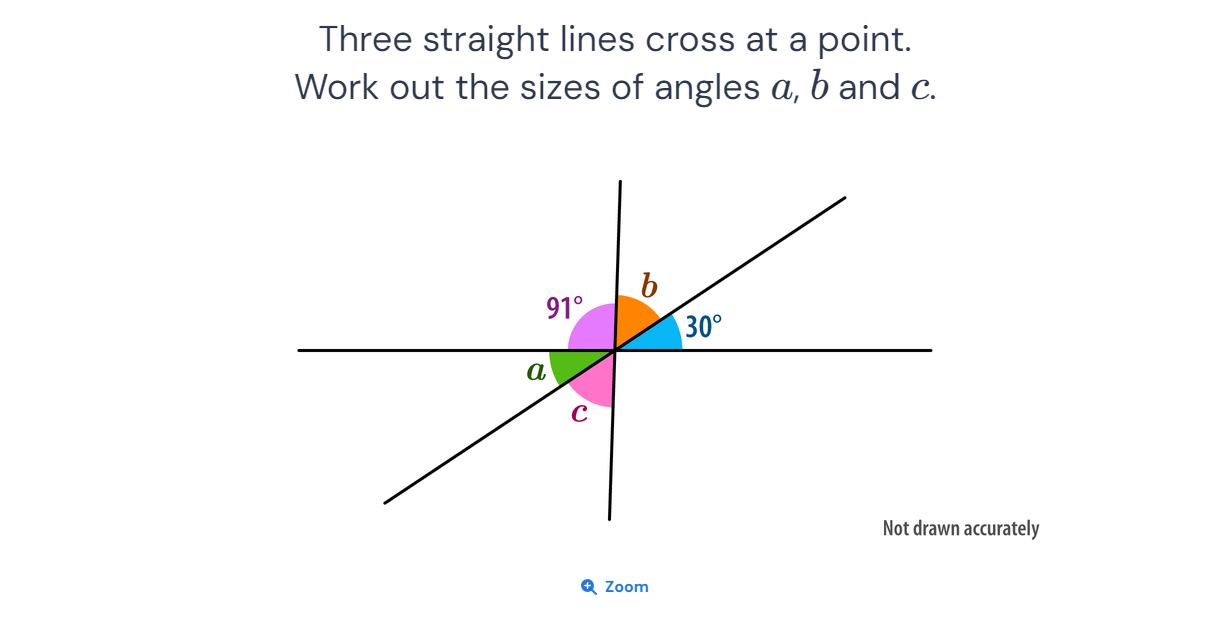 Three straight lines cross at a point.
Work out the sizes of angles a, b and c.
b
91°
30°
a
c
Not drawn accurately
Zoom